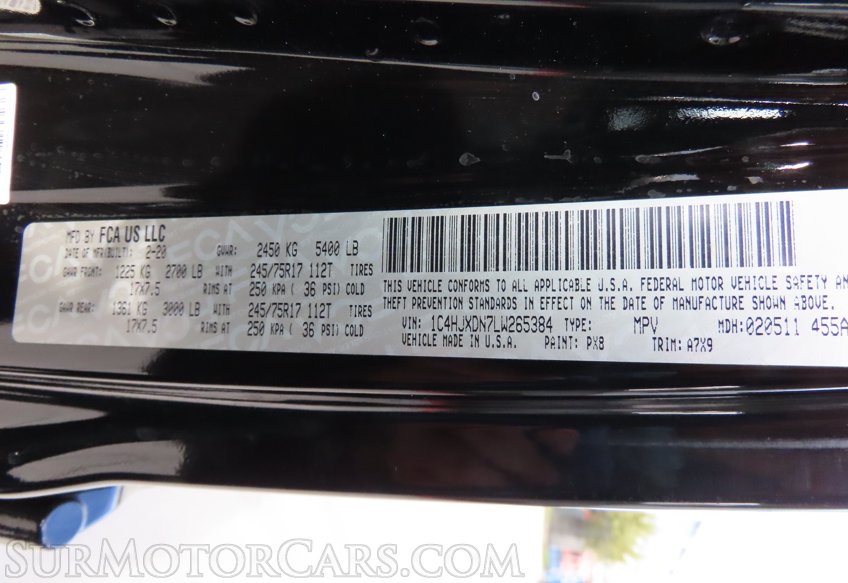 MFD BY FCA US LLC
DATE OF MFR(BUILT): 2-20 GVWR: 2450 KG 5400 LB
GAWR FRONT: 1225 KG 2700 LB WITH 245/75R17 112T TIRES
17X7.5 RIMS AT 250 KPA( 36 PSI) COLD
GAWR REAR: 1361 KG 3000 LB WITH 245/75R17 112T TIRES
17X7.5 RIMS AT 250 KPA( 36 PSI) COLD
THIS VEHICLE CONFORMS TO ALL APPLICABLE U.S.A. FEDERAL MOTOR VEHICLE SAFETY AN
THEFT PREVENTION STANDARDS IN EFFECT ON THE DATE OF MANUFACTURE SHOWN ABOVE.
VIN: 1C4HJXDN7LW265384 TYPE: MPV MDH:020511 455A
VEHICLE MADE IN U.S.A. PAINT: PX8 TRIM: A7X9
SURMOTORCARS.COM